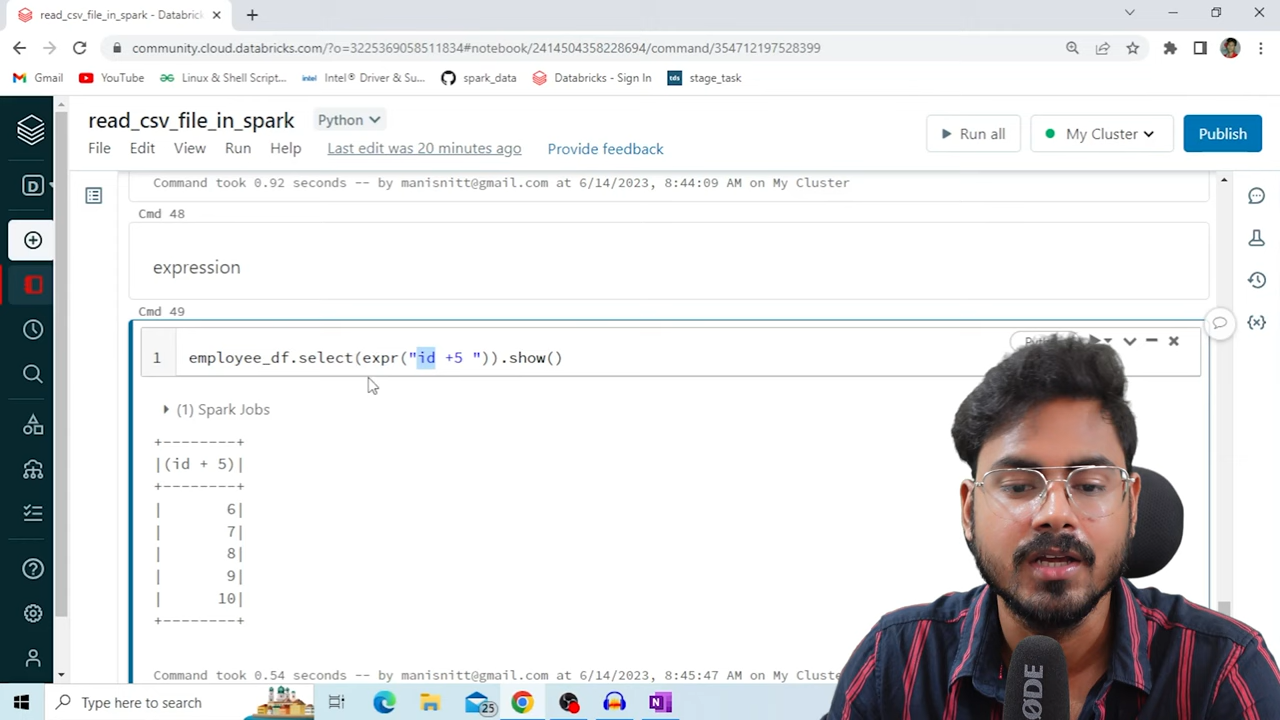 read_csv_file_in_spark - Databric
community.cloud.databricks.com/?o=3225369058511834#notebook/2414504358228694/command/354712197528399
Gmail YouTube Linux & Shell Script... Intel® Driver & Su... spark_data Databricks - Sign In tds stage_task
read_csv_file_in_spark Python
Run all My Cluster Publish
File Edit View Run Help Last edit was 20 minutes ago Provide feedback
D
Command took 0.92 seconds -- by manisnitt@gmail.com at 6/14/2023, 8:44:09 AM on My Cluster
Cmd 48
expression
Cmd 49
1 employee_df.select(expr("id +5 ")).show()
(1) Spark Jobs
+--------+
|(id + 5)|
+--------+
| 6|
| 7|
| 8|
| 9|
| 10|
+--------+
Command took 0.54 seconds -- by manisnitt@gmail.com at 6/14/2023, 8:45:47 AM on My
Type here to search 25